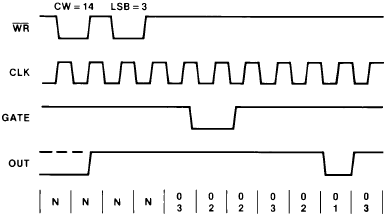 CW = 14 LSB = 3
WR
CLK
GATE
OUT
N N N N 0 0 0 0 0 0 0
3 2 2 3 2 1 3